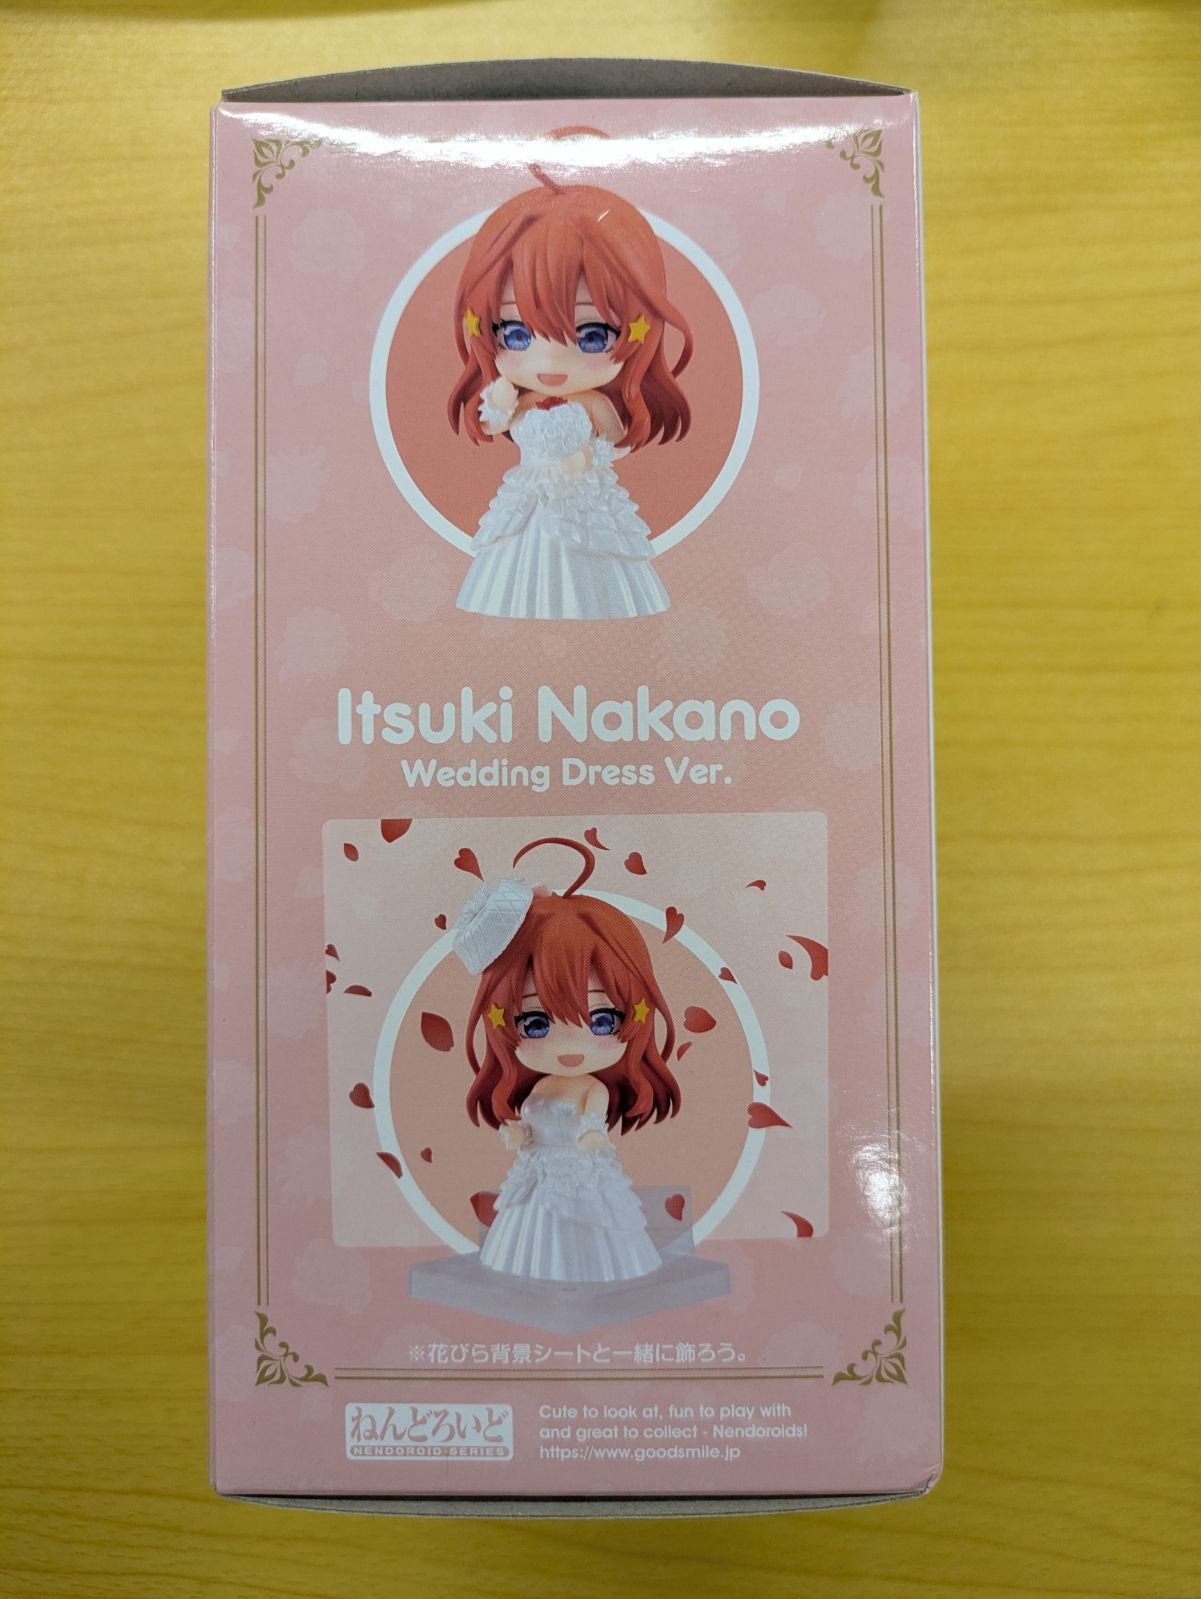 Itsuki Nakano
Wedding Dress Ver.
※花びら背景シートと一緒に飾ろう。
ねんどろいど
NENDOROID-SERIES
Cute to look at, fun to play with
and great to collect - Nendoroids!
https://www.goodsmile.jp